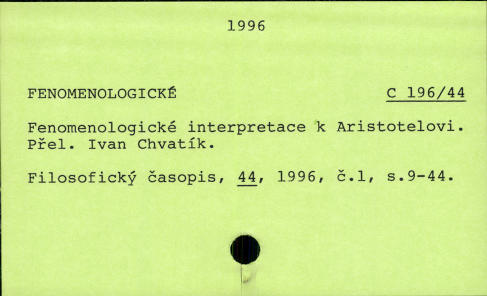 1996
FENOMENOLOGICKÉ C 196/44
Fenomenologické interpretace k Aristotelovi.
Přel. Ivan Chvatík.
Filosofický časopis, 44, 1996, č.1, s.9-44.